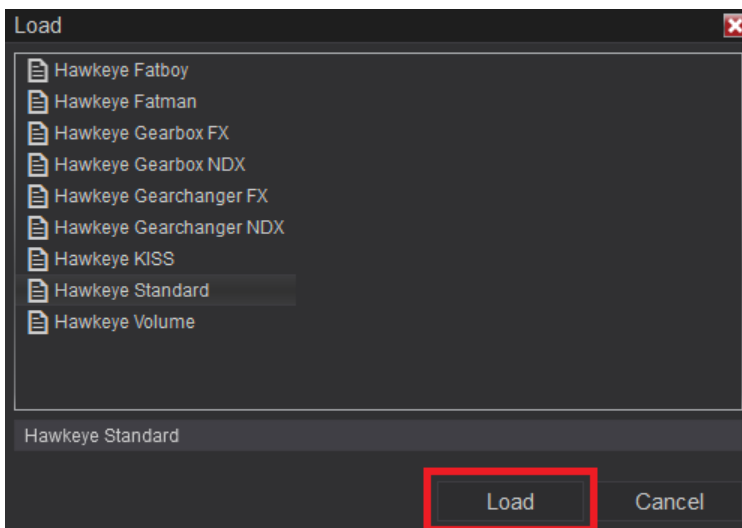 Load
Hawkeye Fatboy
Hawkeye Fatman
Hawkeye Gearbox FX
Hawkeye Gearbox NDX
Hawkeye Gearchanger FX
Hawkeye Gearchanger NDX
Hawkeye KISS
Hawkeye Standard
Hawkeye Volume
Hawkeye Standard
Load Cancel